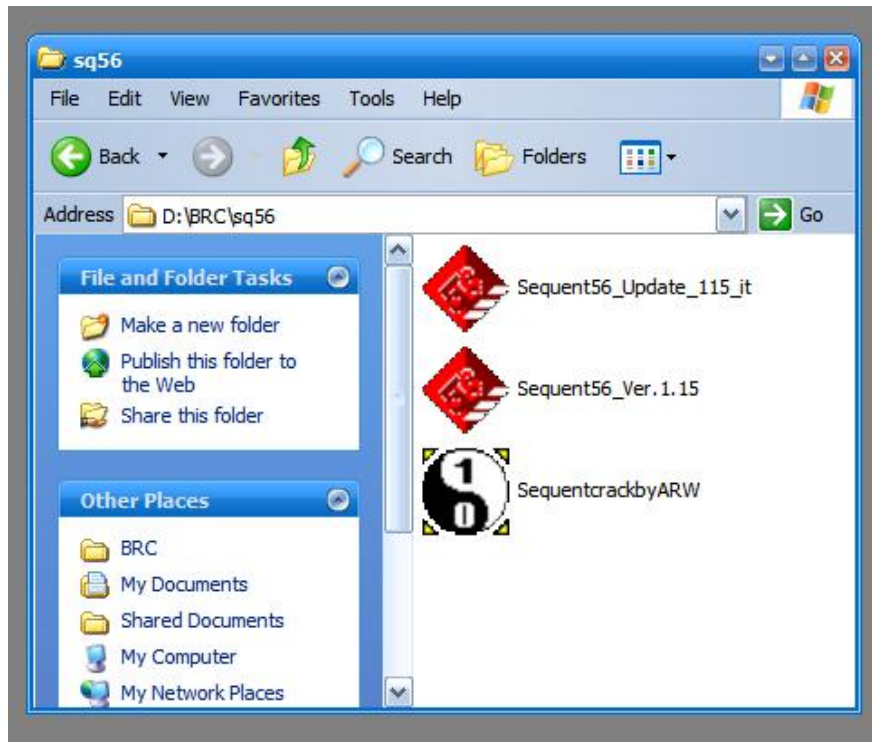 sq56
File Edit View Favorites Tools Help
Back Search Folders
Address D:\BRC\sq56 Go
File and Folder Tasks
Make a new folder
Publish this folder to
the Web
Share this folder
Other Places
BRC
My Documents
Shared Documents
My Computer
My Network Places
Sequent56_Update_115_it
Sequent56_Ver.1.15
1
0
SequentcrackbyARW